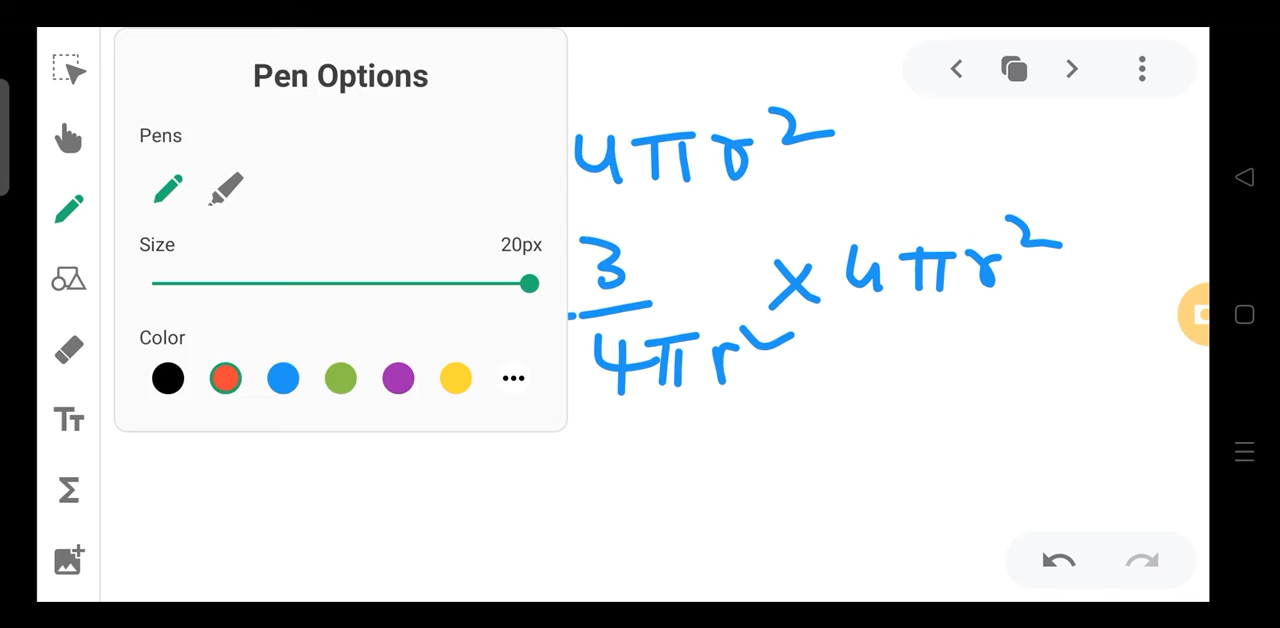 Pen Options
Pens
Size 20px
Color
4πr²
3/4πr² × 4πr²